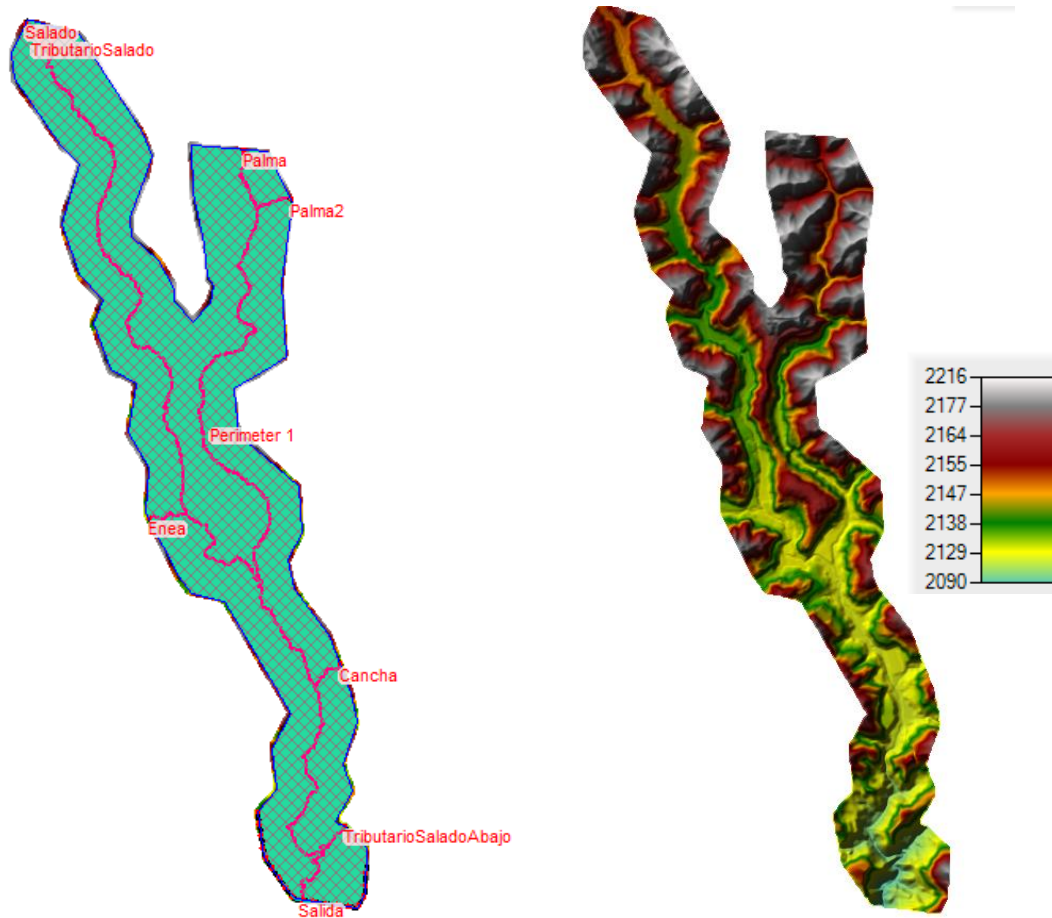 Salado
TributarioSalado
Palma
Palma2
Perimeter 1
Enea
Cancha
TributarioSaladoAbajo
Salida
2216
2177
2164
2155
2147
2138
2129
2090